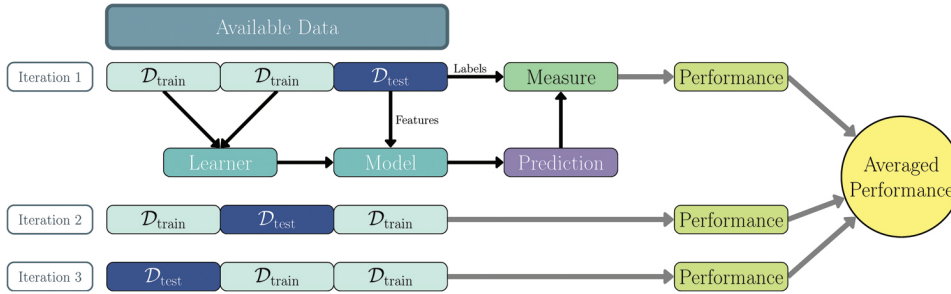 Available Data
Iteration 1
𝒟train
𝒟train
𝒟test
Labels
Measure
Performance
Features
Learner
Model
Prediction
Averaged
Performance
Iteration 2
𝒟train
𝒟test
𝒟train
Performance
Iteration 3
𝒟test
𝒟train
𝒟train
Performance